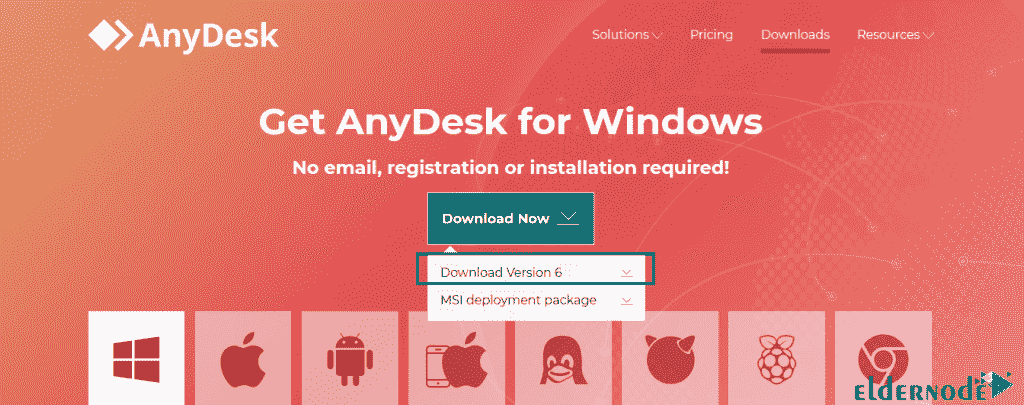 AnyDesk
Solutions Pricing Downloads Resources
Get AnyDesk for Windows
No email, registration or installation required!
Download Now
Download Version 6
MSI deployment package
eldernode